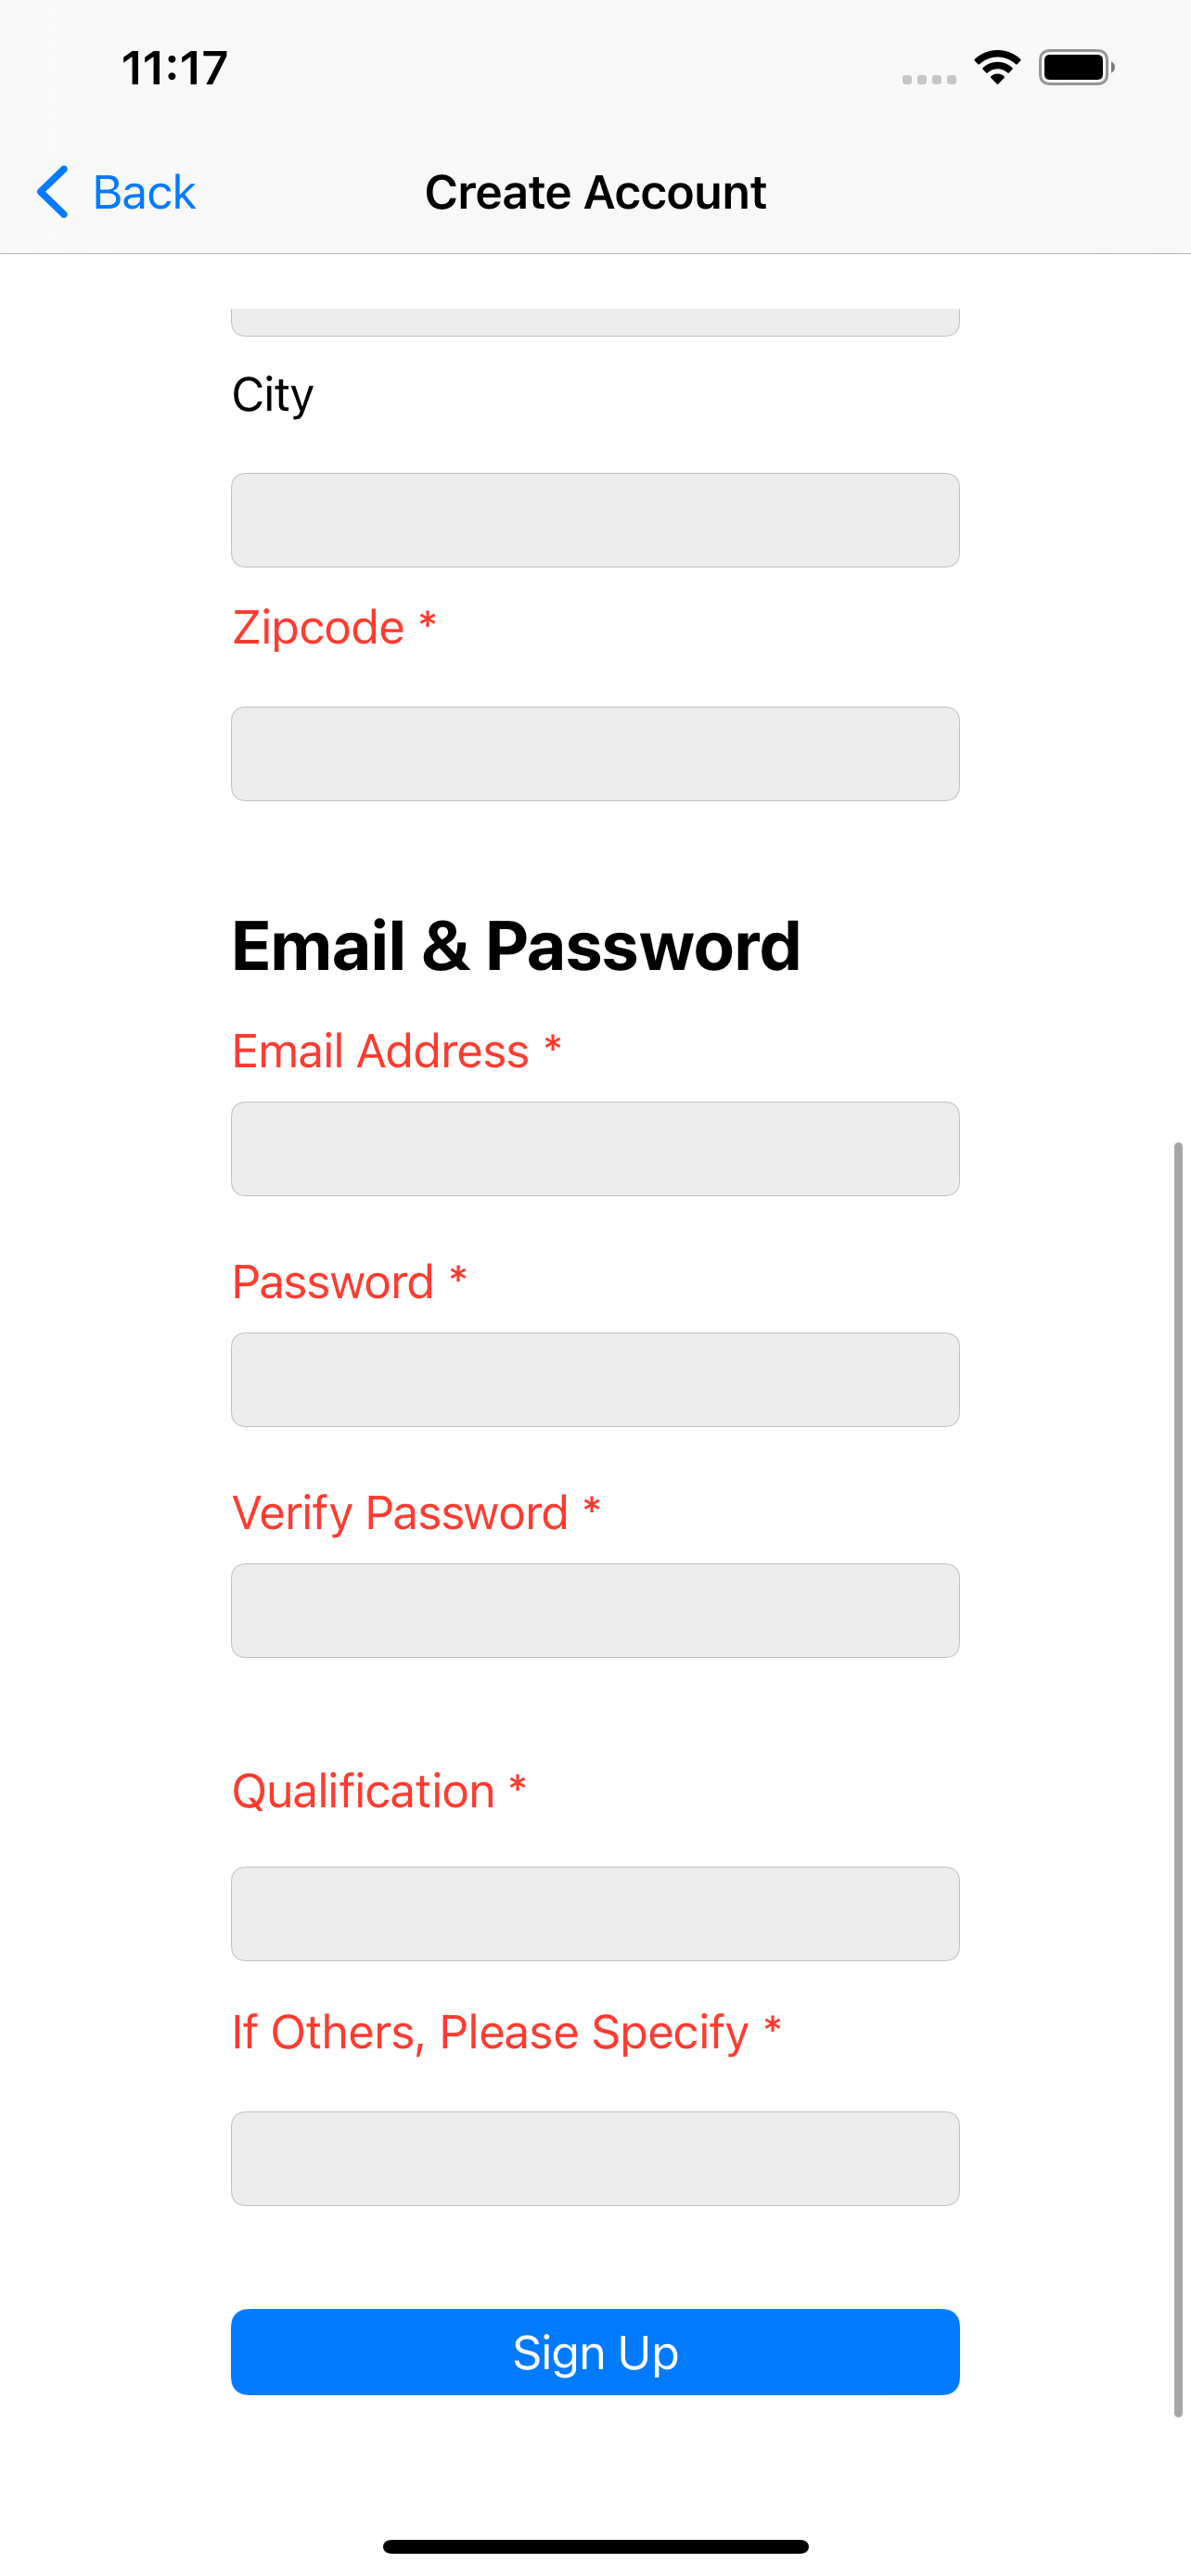 11:17
Back
Create Account
City
Zipcode *
Email & Password
Email Address *
Password *
Verify Password *
Qualification *
If Others, Please Specify *
Sign Up